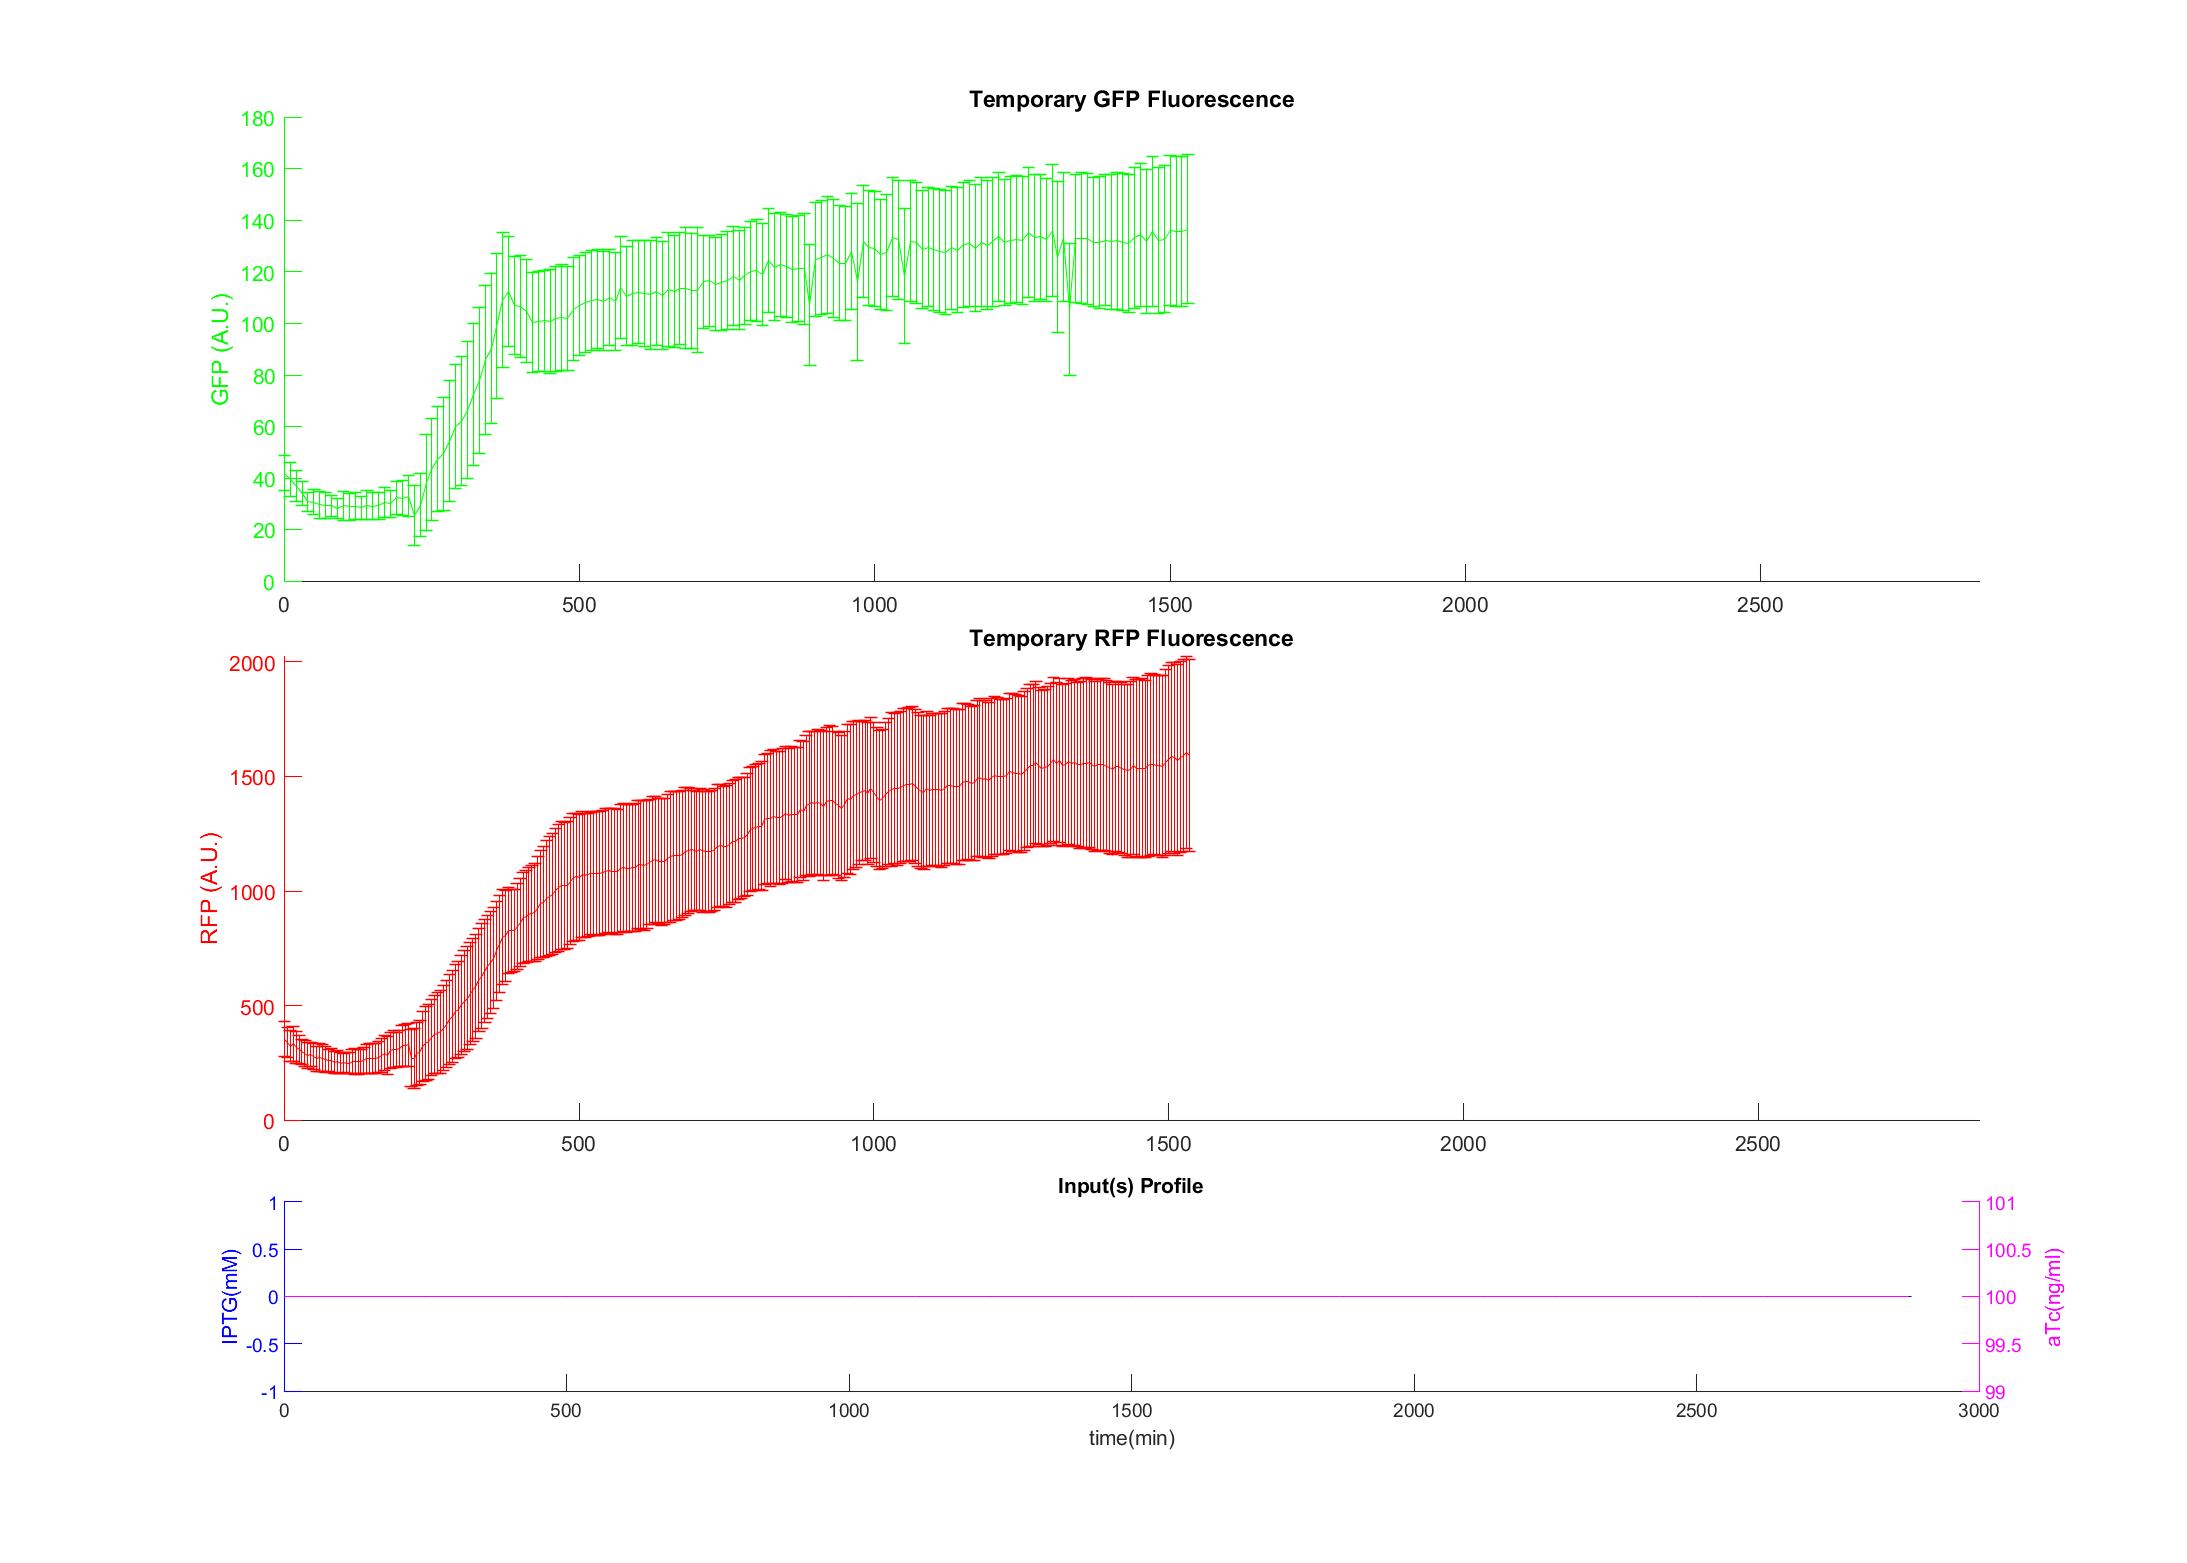 Temporary GFP Fluorescence
180
160
140
120
100
80
60
40
20
0
GFP (A.U.)
0 500 1000 1500 2000 2500
Temporary RFP Fluorescence
2000
1500
1000
500
0
RFP (A.U.)
0 500 1000 1500 2000 2500
Input(s) Profile
1
0.5
0
-0.5
-1
IPTG(mM)
101
100.5
100
99.5
99
aTc(ng/ml)
0 500 1000 1500 2000 2500 3000
time(min)